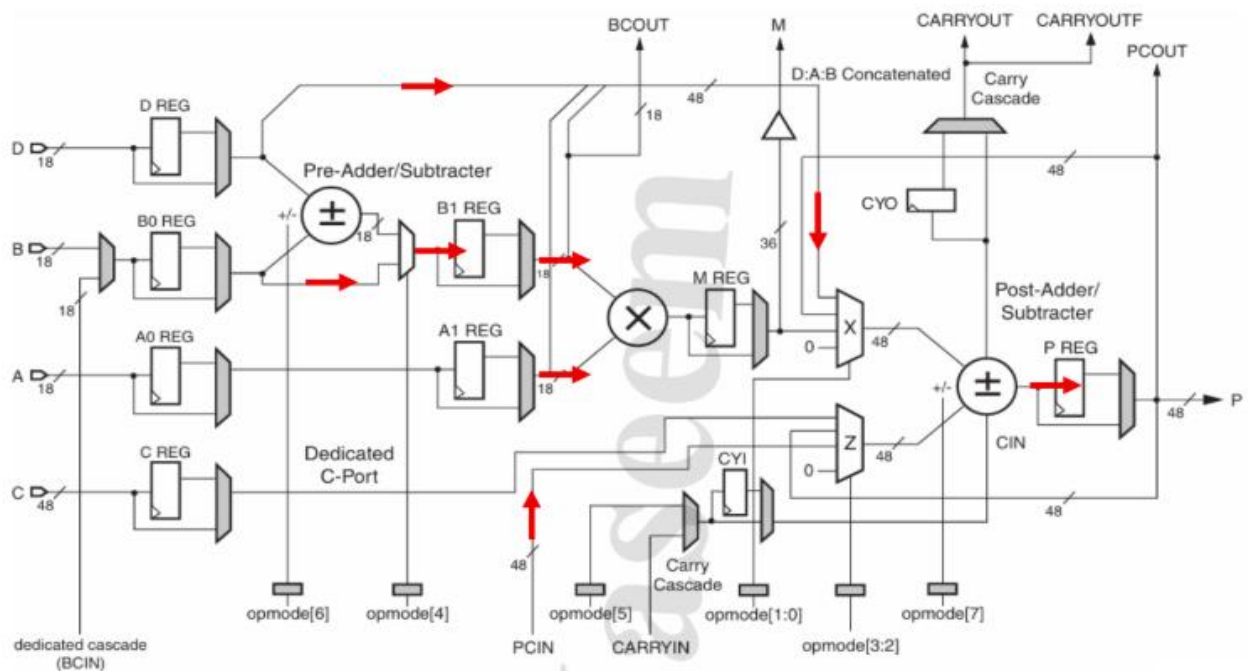 CARRYOUT
CARRYOUTF
BCOUT
M
PCOUT
D:A:B Concatenated
Carry
Cascade
48
18
D REG
D
18
Pre-Adder/Subtracter
48
B0 REG
+/-
±
18
B1 REG
CYO
B
18
36
18
M REG
Post-Adder/
Subtracter
18
×
X
48
A0 REG
A1 REG
0
P REG
A
18
18
+/-
±
48
P
Z
48
CIN
C REG
Dedicated
C-Port
CYI
0
C
48
48
48
Carry
Cascade
opmode[6]
opmode[4]
opmode[5]
opmode[1:0]
opmode[7]
dedicated cascade
(BCIN)
PCIN
CARRYIN
opmode[3:2]
aseem